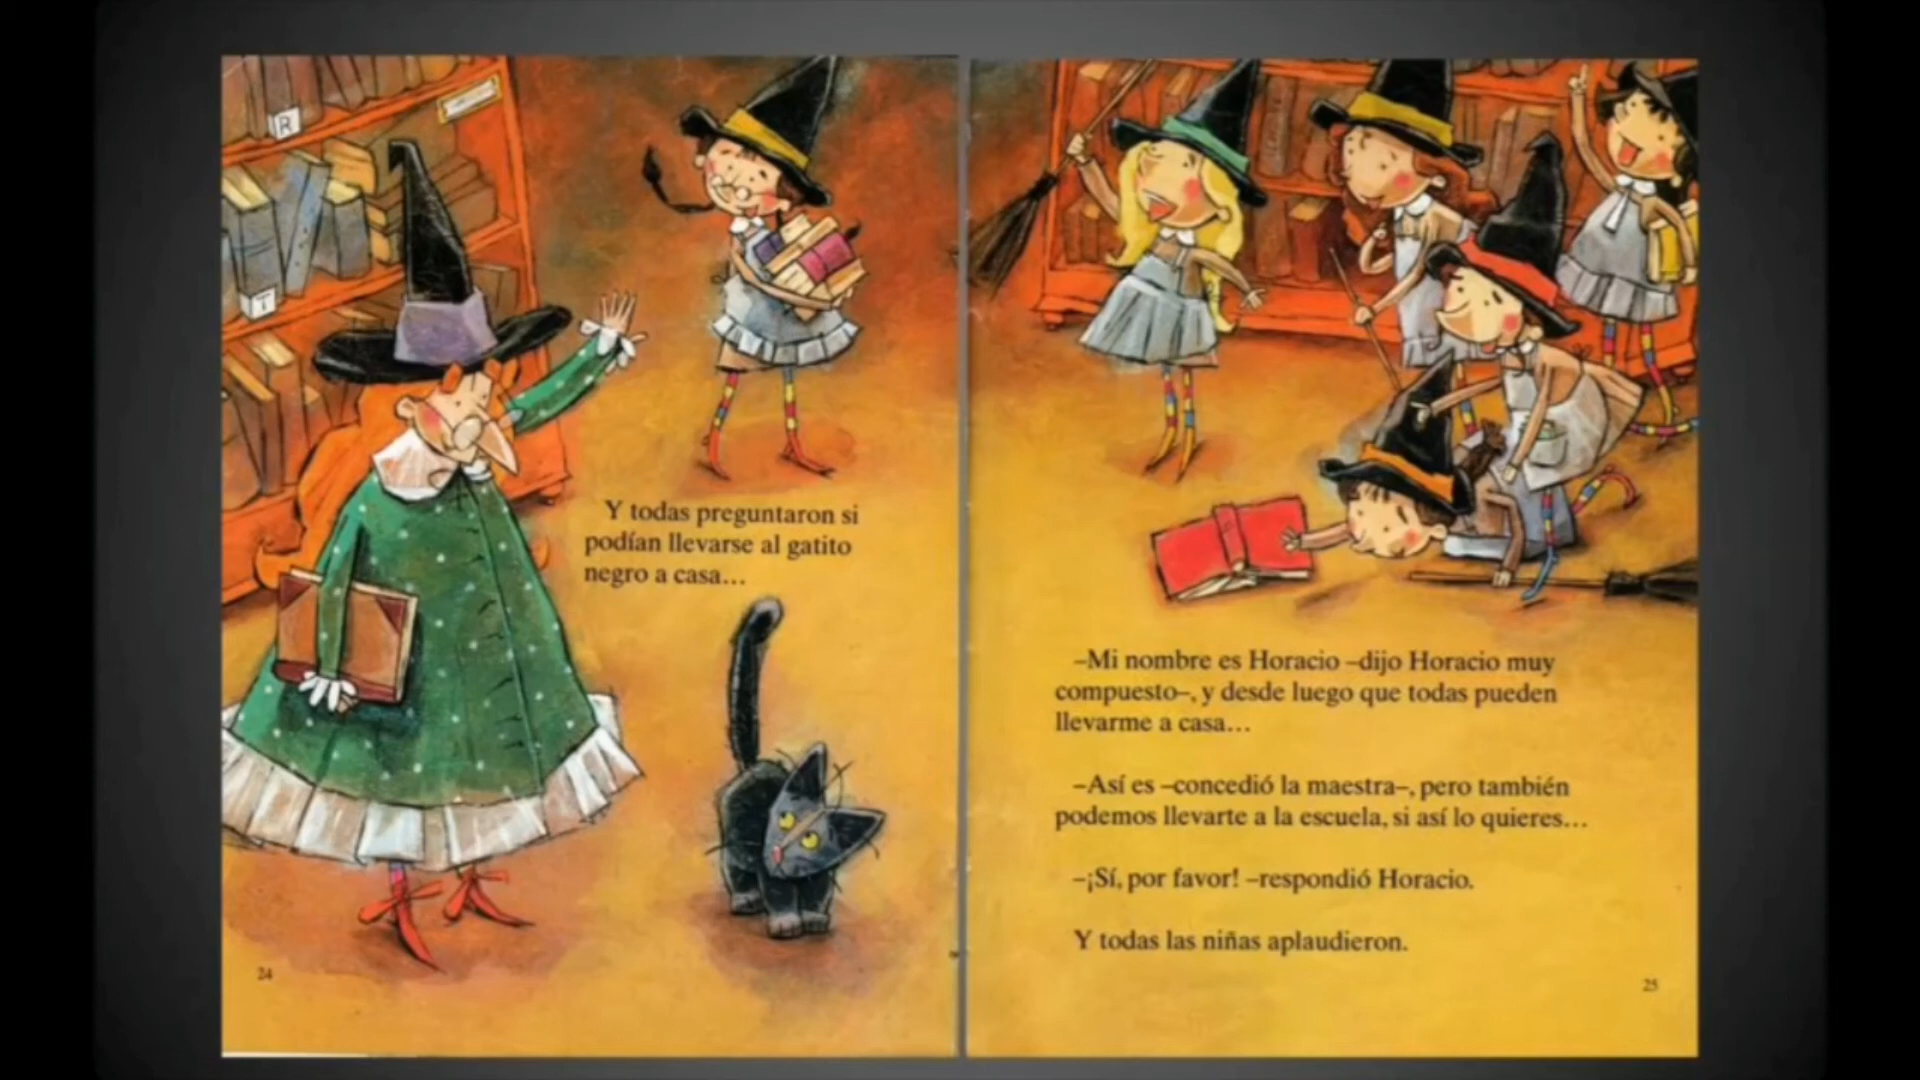 R
T
Y todas preguntaron si
podían llevarse al gatito
negro a casa...
24
–Mi nombre es Horacio –dijo Horacio muy
compuesto–, y desde luego que todas pueden
llevarme a casa...
–Así es –concedió la maestra–, pero también
podemos llevarte a la escuela, si así lo quieres...
–¡Sí, por favor! –respondió Horacio.
Y todas las niñas aplaudieron.
25